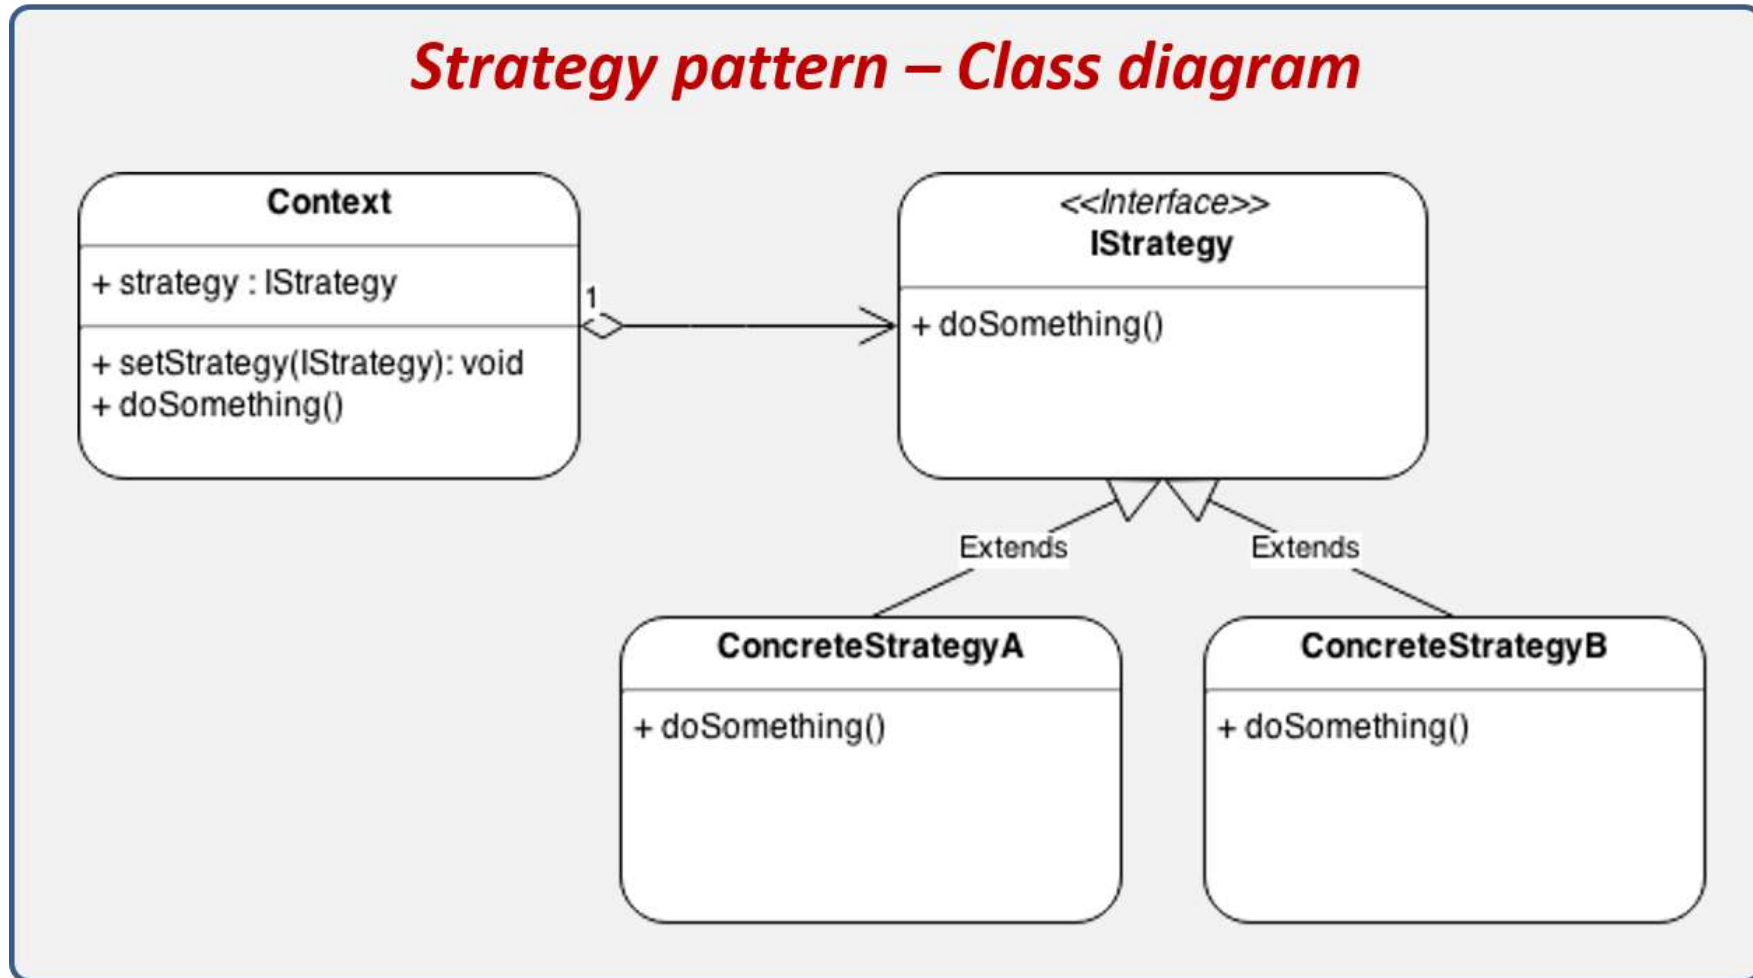 Strategy pattern – Class diagram
Context
+ strategy : IStrategy
+ setStrategy(IStrategy): void
+ doSomething()
1
<<Interface>>
IStrategy
+ doSomething()
Extends
Extends
ConcreteStrategyA
+ doSomething()
ConcreteStrategyB
+ doSomething()